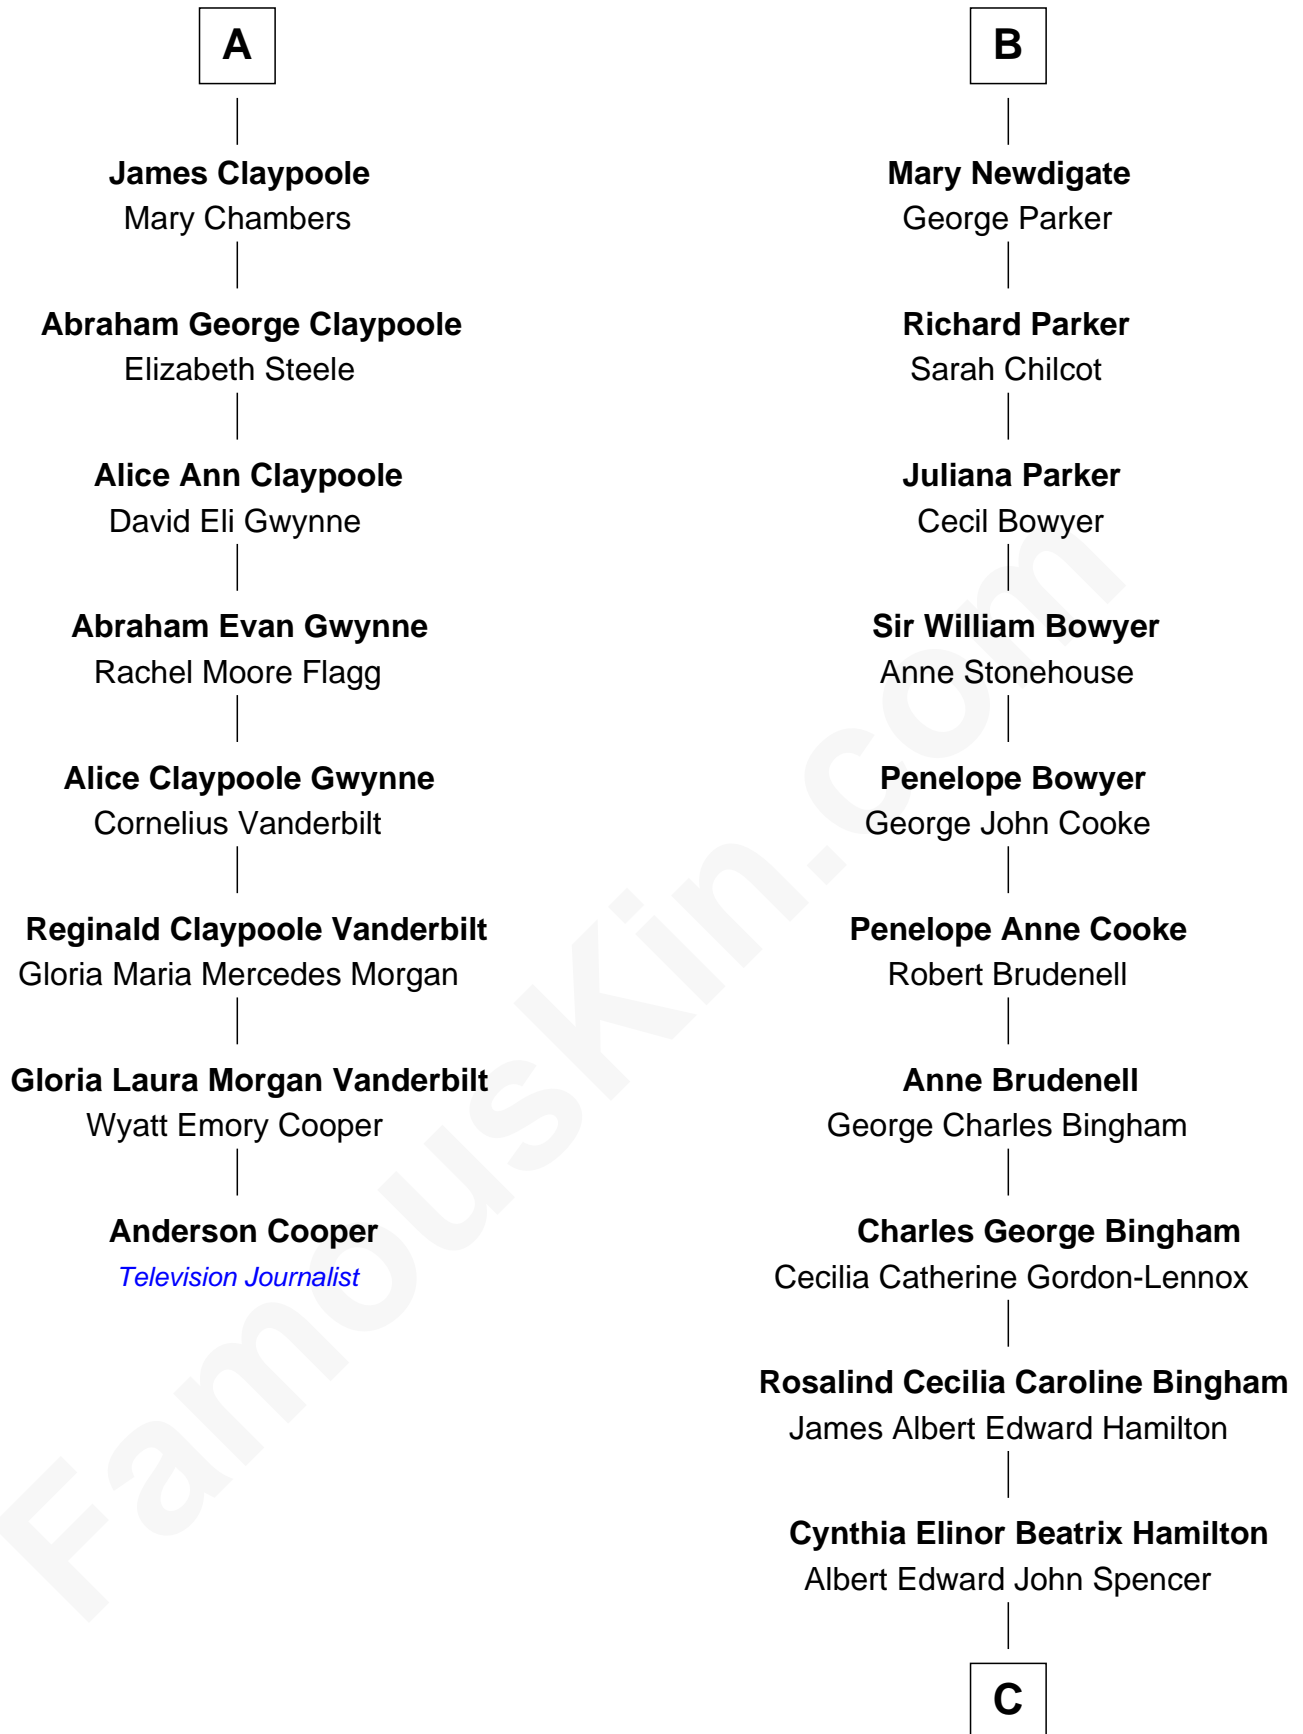 A
James Claypoole
Mary Chambers
Abraham George Claypoole
Elizabeth Steele
Alice Ann Claypoole
David Eli Gwynne
Abraham Evan Gwynne
Rachel Moore Flagg
Alice Claypoole Gwynne
Cornelius Vanderbilt
Reginald Claypoole Vanderbilt
Gloria Maria Mercedes Morgan
Gloria Laura Morgan Vanderbilt
Wyatt Emory Cooper
Anderson Cooper
Television Journalist
B
Mary Newdigate
George Parker
Richard Parker
Sarah Chilcot
Juliana Parker
Cecil Bowyer
Sir William Bowyer
Anne Stonehouse
Penelope Bowyer
George John Cooke
Penelope Anne Cooke
Robert Brudenell
Anne Brudenell
George Charles Bingham
Charles George Bingham
Cecilia Catherine Gordon-Lennox
Rosalind Cecilia Caroline Bingham
James Albert Edward Hamilton
Cynthia Elinor Beatrix Hamilton
Albert Edward John Spencer
C
FamousKin.com